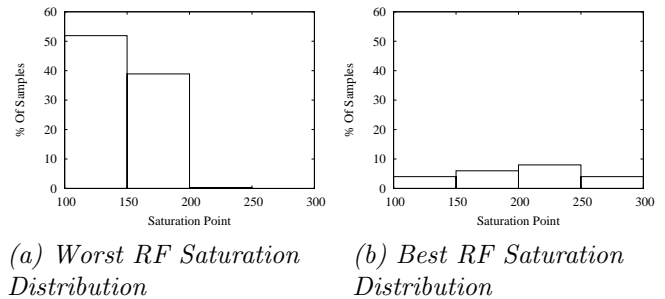 60
50
40
30
20
10
0
% Of Samples
100 150 200 250 300
Saturation Point
(a) Worst RF Saturation
Distribution
60
50
40
30
20
10
0
% Of Samples
100 150 200 250 300
Saturation Point
(b) Best RF Saturation
Distribution